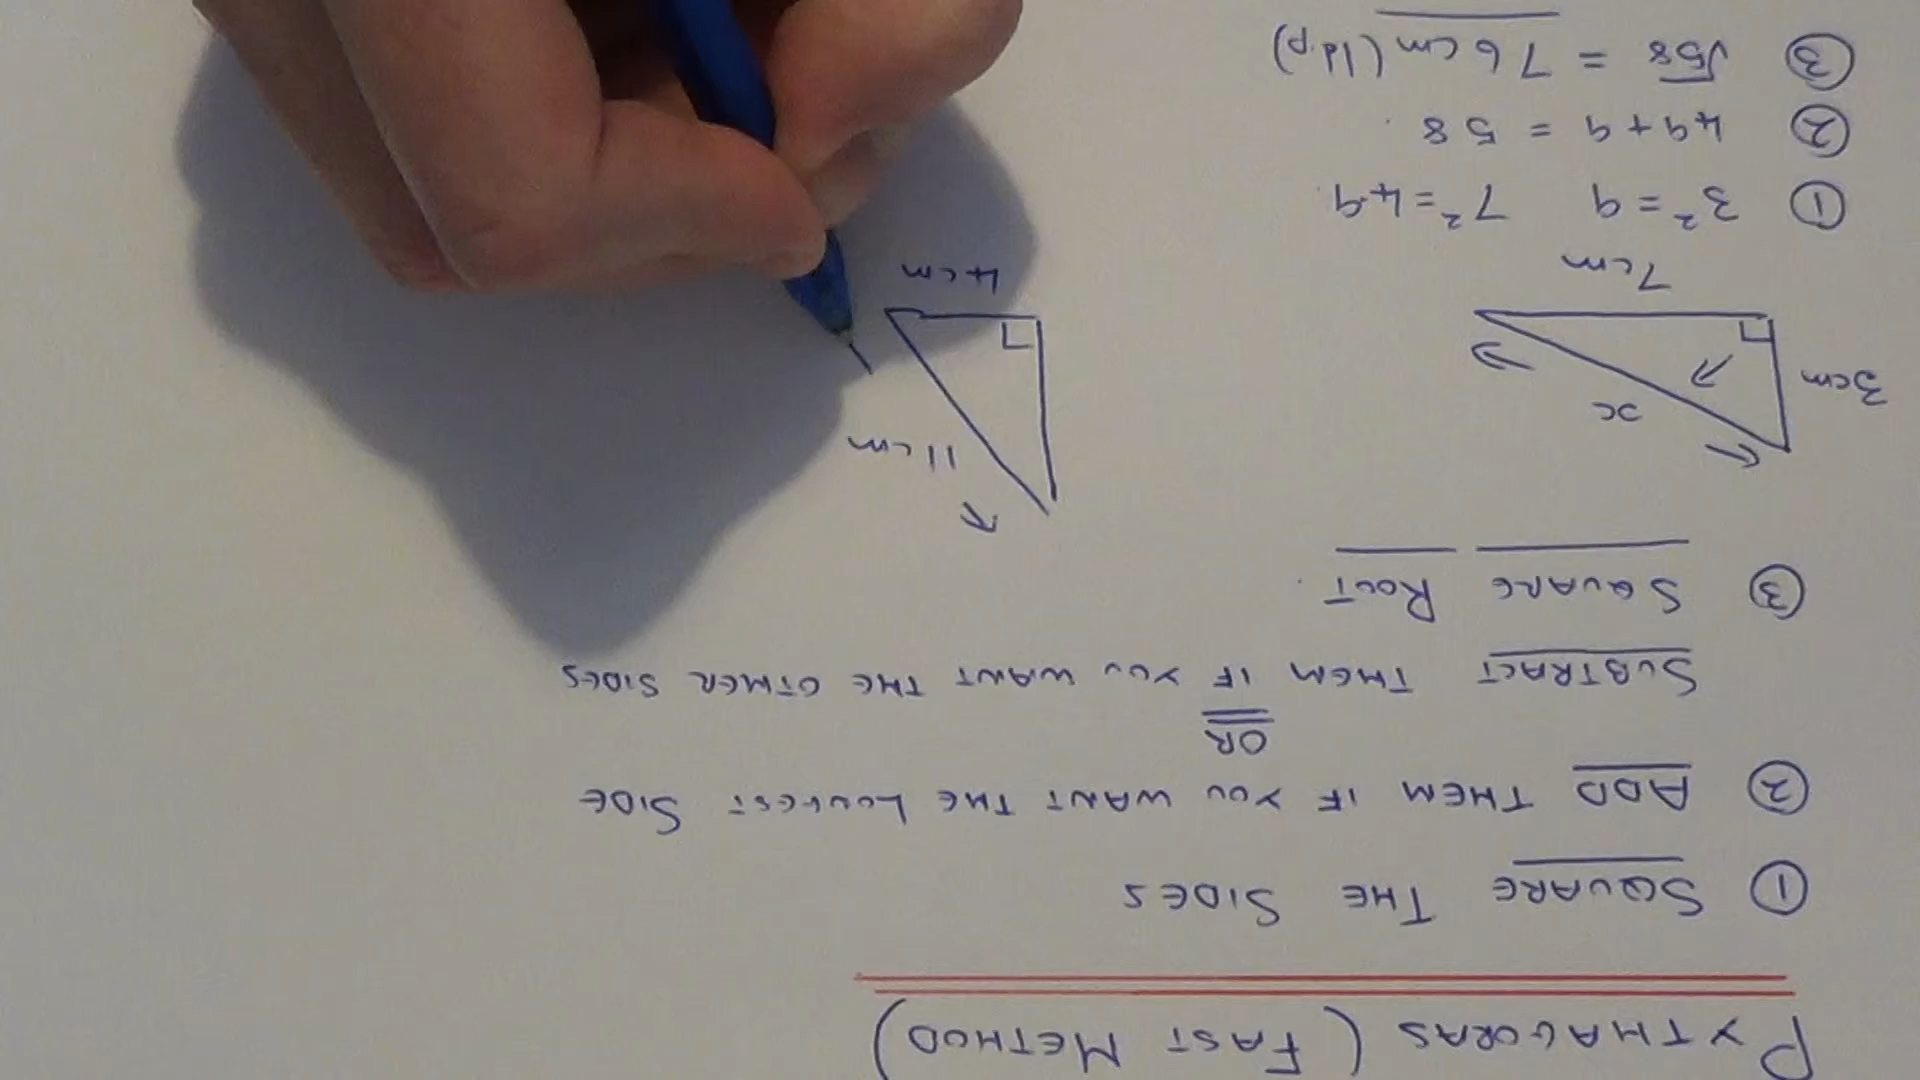 PYTHAGORAS (FAST METHOD)
① SQUARE THE SIDES
② ADD THEM IF YOU WANT THE LONGEST SIDE
OR
SUBTRACT THEM IF YOU WANT THE OTHER SIDES
③ SQUARE ROOT.
3cm
x
7cm
① 3² = 9 7² = 49.
② 49 + 9 = 58.
③ √58 = 7 6 cm (1d.p)
11cm
4cm